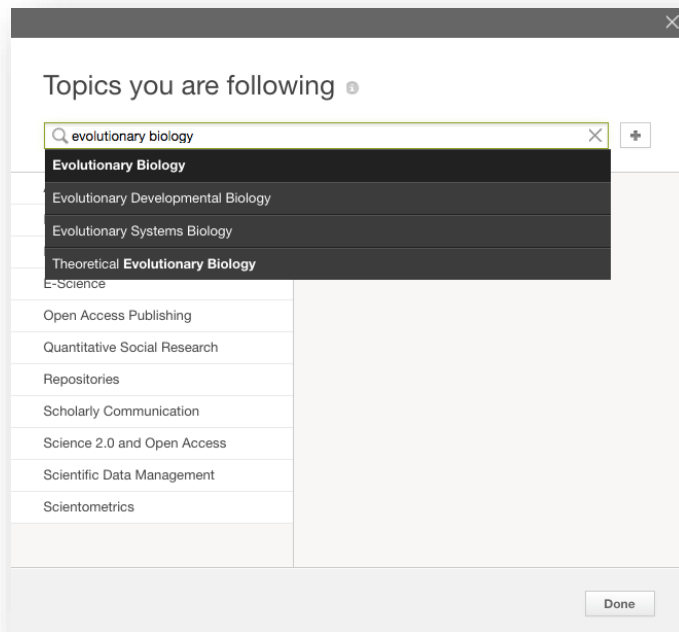 Topics you are following
evolutionary biology
Evolutionary Biology
Evolutionary Developmental Biology
Evolutionary Systems Biology
Theoretical Evolutionary Biology
E-Science
Open Access Publishing
Quantitative Social Research
Repositories
Scholarly Communication
Science 2.0 and Open Access
Scientific Data Management
Scientometrics
Done